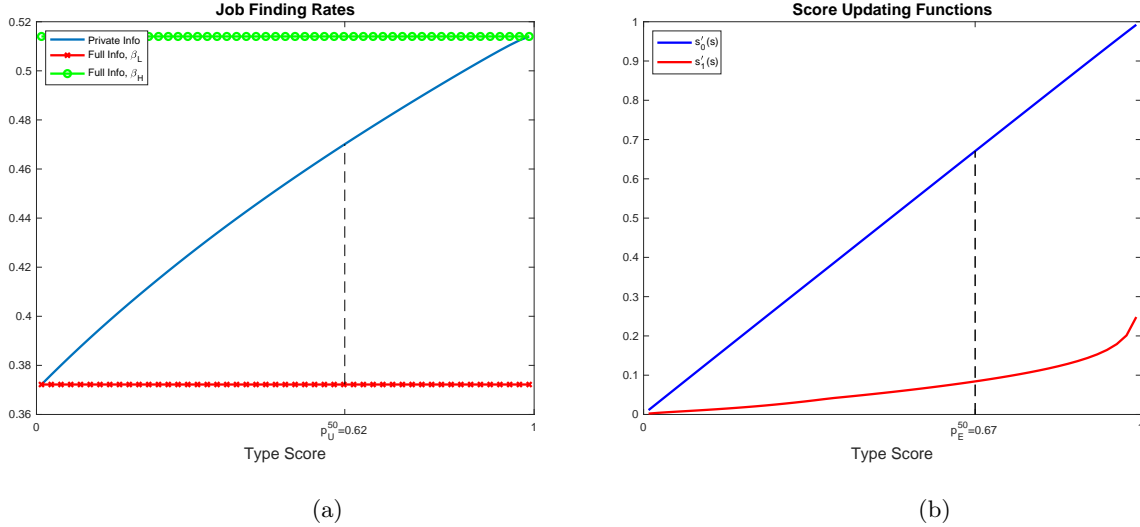 Job Finding Rates
0.52
0.5
0.48
0.46
0.44
0.42
0.4
0.38
0.36
Private Info
Full Info, β_L
Full Info, β_H
0
p_U^50=0.62
1
Type Score
(a)
Score Updating Functions
1
0.9
0.8
0.7
0.6
0.5
0.4
0.3
0.2
0.1
0
s'_0(s)
s'_1(s)
0
p_E^50=0.67
1
Type Score
(b)